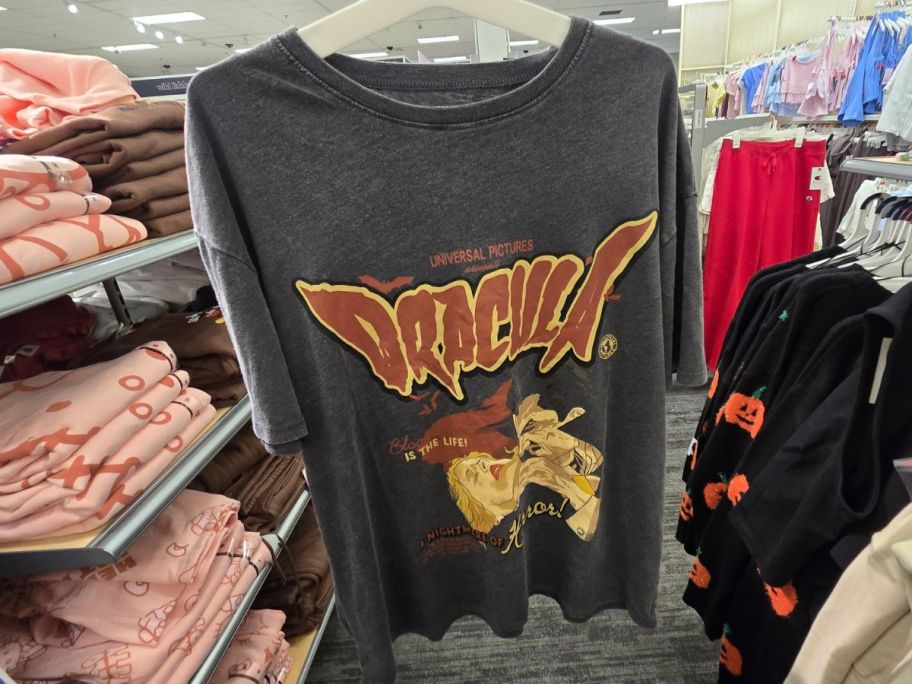 UNIVERSAL PICTURES
presents
DRACULA
Blood
IS THE LIFE!
A NIGHTMARE OF
Horror!